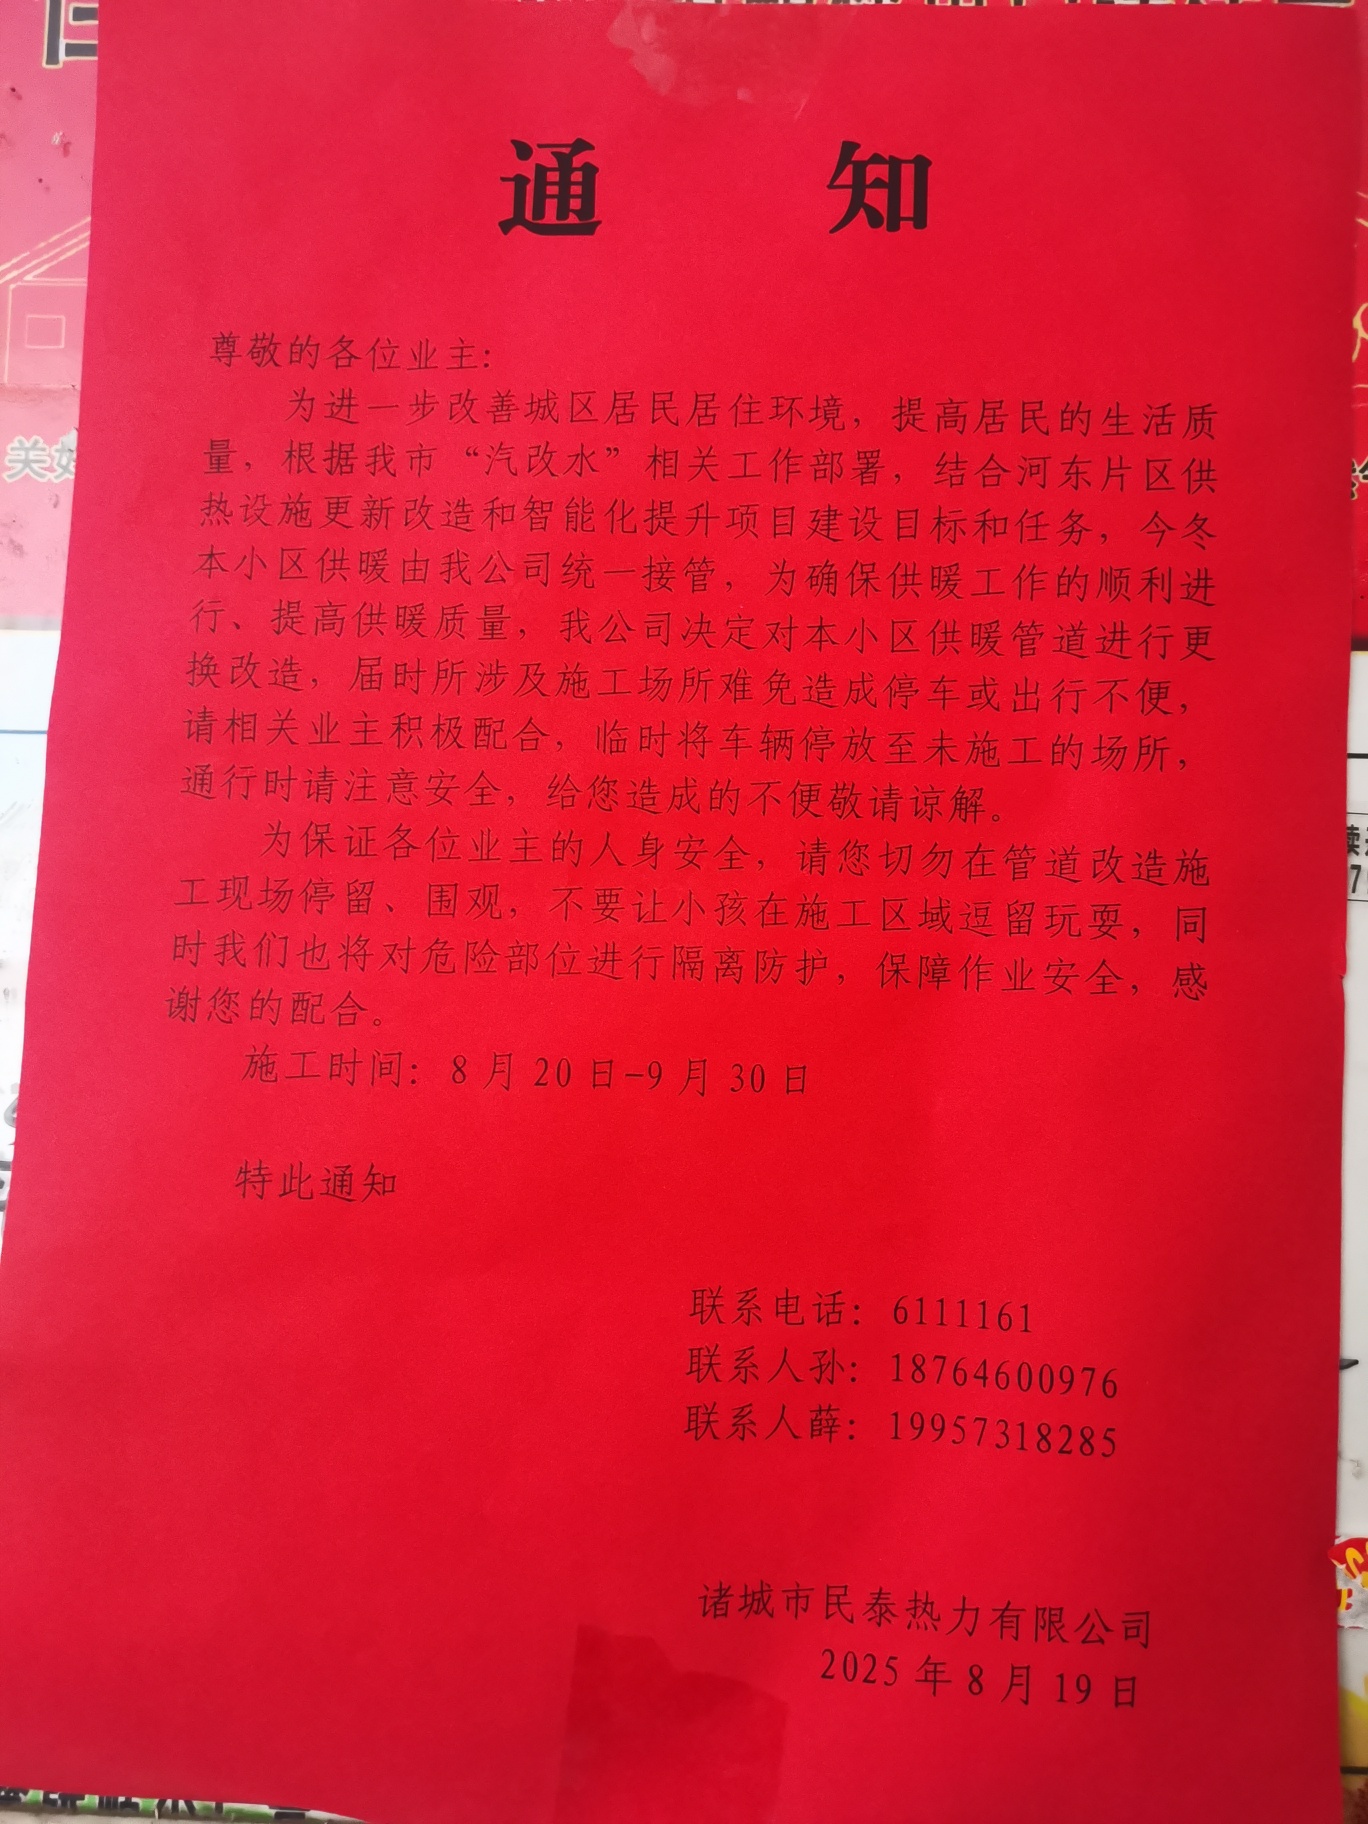 通 知
尊敬的各位业主：
为进一步改善城区居民居住环境，提高居民的生活质
量，根据我市“汽改水”相关工作部署，结合河东片区供
热设施更新改造和智能化提升项目建设目标和任务，今冬
本小区供暖由我公司统一接管，为确保供暖工作的顺利进
行、提高供暖质量，我公司决定对本小区供暖管道进行更
换改造，届时所涉及施工场所难免造成停车或出行不便，
请相关业主积极配合，临时将车辆停放至未施工的场所，
通行时请注意安全，给您造成的不便敬请谅解。
为保证各位业主的人身安全，请您切勿在管道改造施
工现场停留、围观，不要让小孩在施工区域逗留玩耍，同
时我们也将对危险部位进行隔离防护，保障作业安全，感
谢您的配合。
施工时间：8月20日-9月30日
特此通知
联系电话：6111161
联系人孙：18764600976
联系人薛：19957318285
诸城市民泰热力有限公司
2025年8月19日
美好